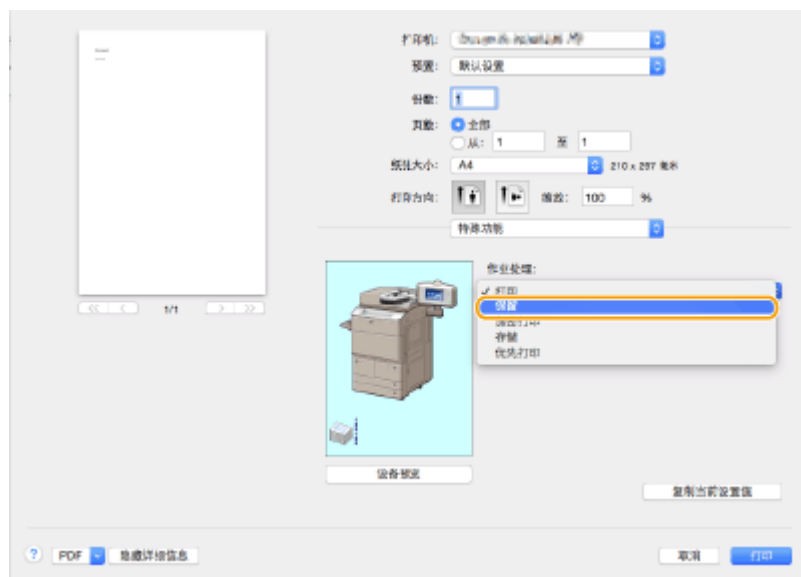 打印机:
预置: 默认设置
份数: 1
页数: 全部
从: 1 至 1
纸张大小: A4 210 x 297 毫米
打印方向: 缩放: 100 %
特殊功能
作业处理:
✓ 打印
保留
存储
优先打印
1/1
设备预览
复制当前设置值
? PDF 隐藏详细信息 取消 打印